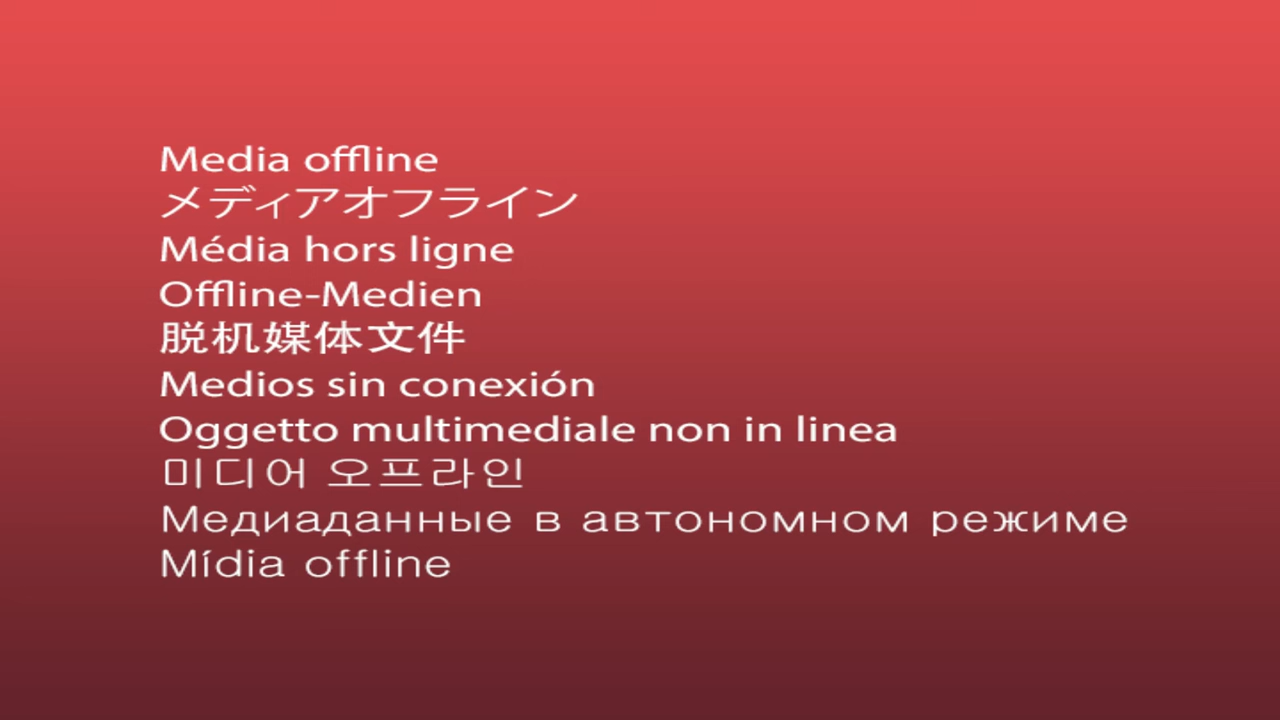 Media offline
メディアオフライン
Média hors ligne
Offline-Medien
脱机媒体文件
Medios sin conexión
Oggetto multimediale non in linea
미디어 오프라인
Медиаданные в автономном режиме
Mídia offline